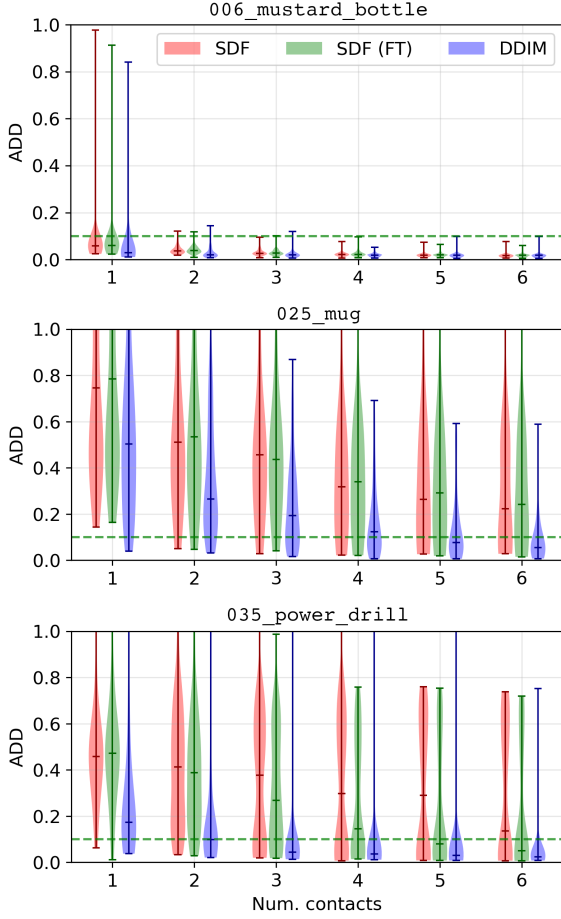 006_mustard_bottle
SDF SDF (FT) DDIM
1.0
0.8
0.6
0.4
0.2
0.0
ADD
1 2 3 4 5 6
025_mug
1.0
0.8
0.6
0.4
0.2
0.0
ADD
1 2 3 4 5 6
035_power_drill
1.0
0.8
0.6
0.4
0.2
0.0
ADD
1 2 3 4 5 6
Num. contacts